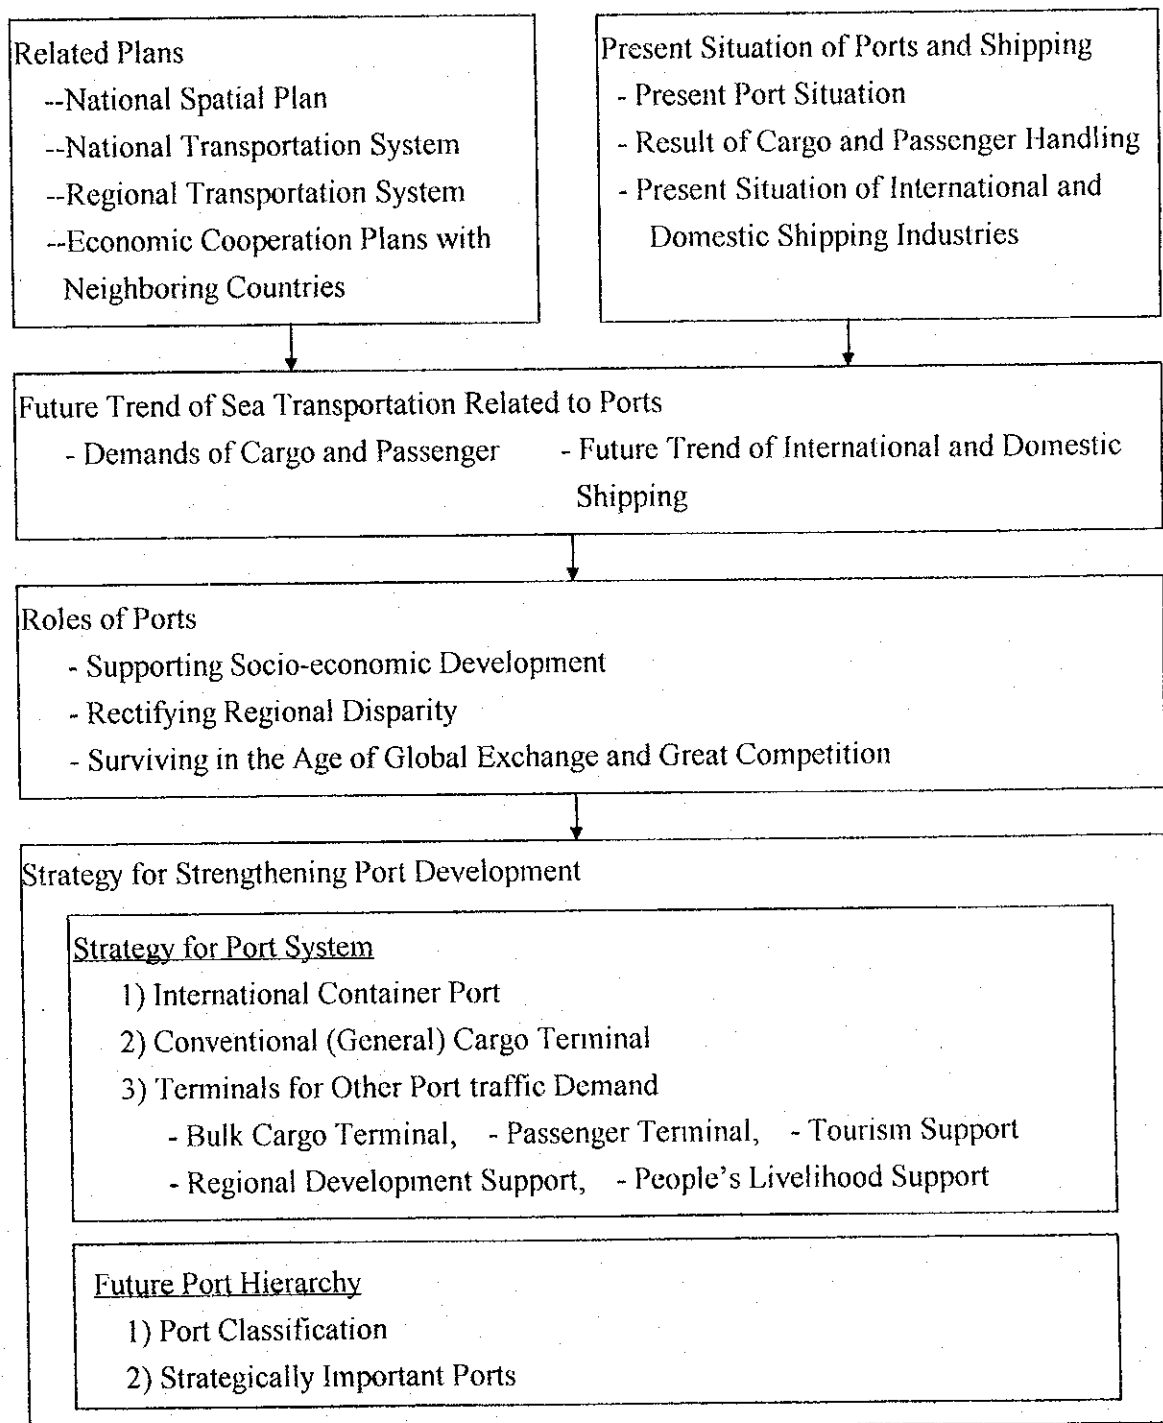 Related Plans
--National Spatial Plan
--National Transportation System
--Regional Transportation System
--Economic Cooperation Plans with
Neighboring Countries
Present Situation of Ports and Shipping
- Present Port Situation
- Result of Cargo and Passenger Handling
- Present Situation of International and
Domestic Shipping Industries
Future Trend of Sea Transportation Related to Ports
- Demands of Cargo and Passenger
- Future Trend of International and Domestic
Shipping
Roles of Ports
- Supporting Socio-economic Development
- Rectifying Regional Disparity
- Surviving in the Age of Global Exchange and Great Competition
Strategy for Strengthening Port Development
Strategy for Port System
1) International Container Port
2) Conventional (General) Cargo Terminal
3) Terminals for Other Port traffic Demand
- Bulk Cargo Terminal, - Passenger Terminal, - Tourism Support
- Regional Development Support, - People's Livelihood Support
Future Port Hierarchy
1) Port Classification
2) Strategically Important Ports